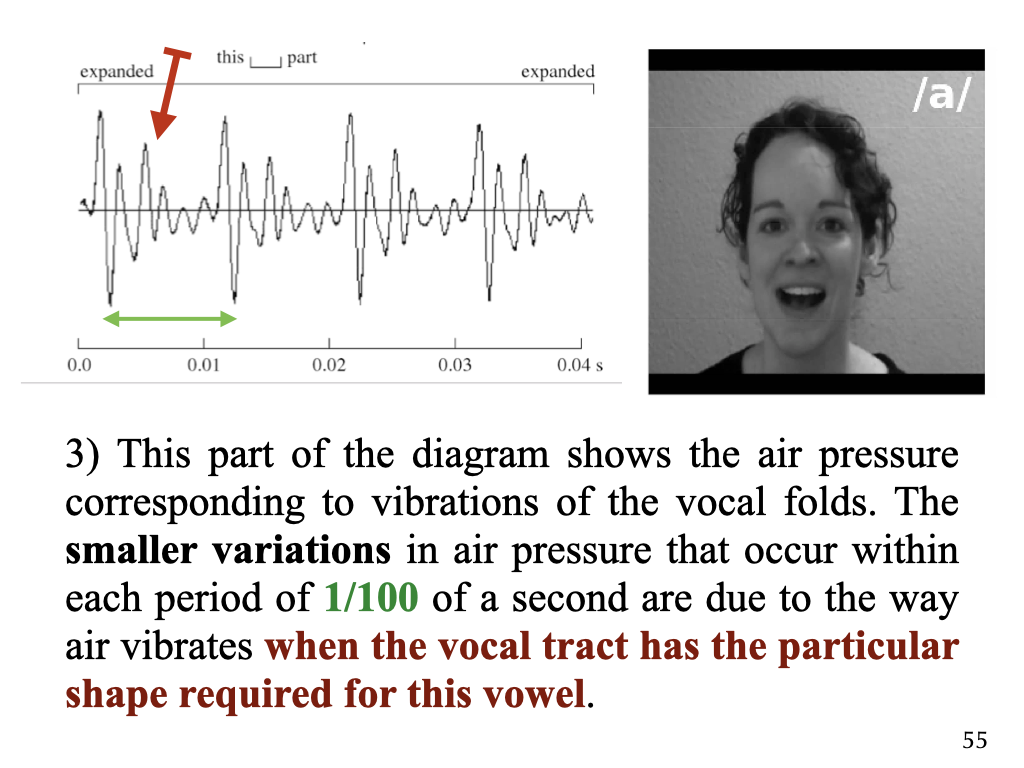 this part
expanded expanded
/a/
0.0 0.01 0.02 0.03 0.04 s
3) This part of the diagram shows the air pressure
corresponding to vibrations of the vocal folds. The
smaller variations in air pressure that occur within
each period of 1/100 of a second are due to the way
air vibrates when the vocal tract has the particular
shape required for this vowel.
55